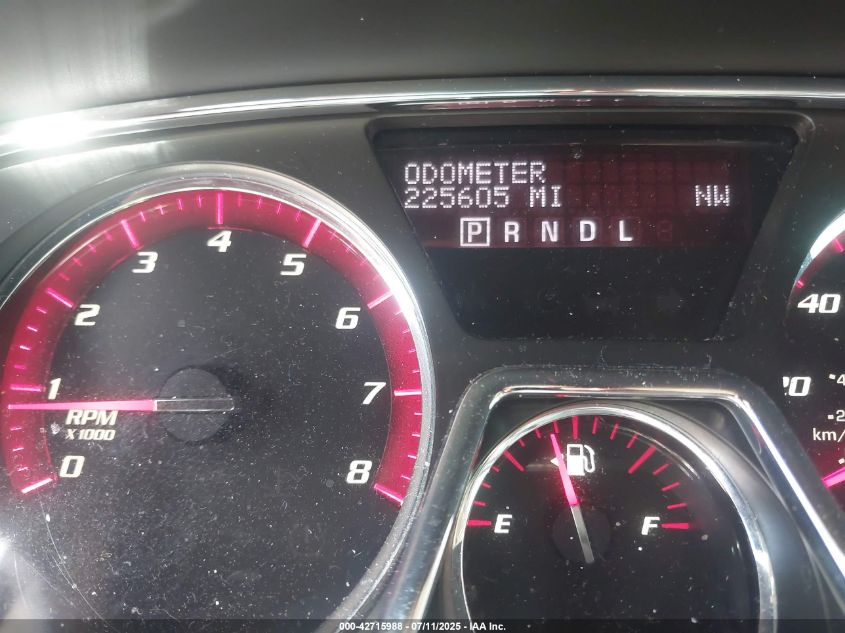 ODOMETER
225605 MI NW
P R N D L
0 1 2 3 4 5 6 7 8
RPM
X1000
E F
40
km/
000-42715988 - 07/11/2025 - IAA Inc.